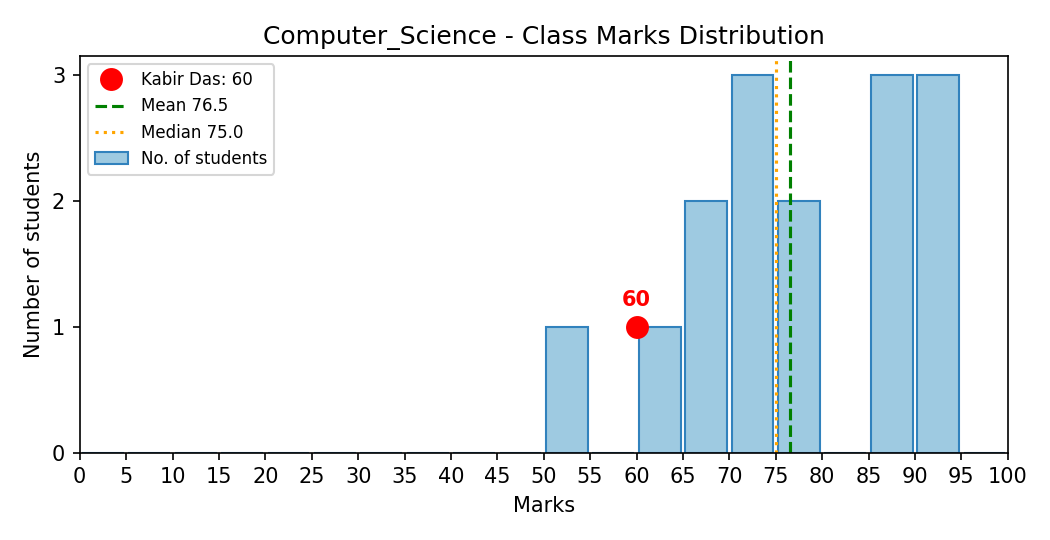 Computer_Science - Class Marks Distribution
Kabir Das: 60
Mean 76.5
Median 75.0
No. of students
Number of students
3
2
1
0
60
0 5 10 15 20 25 30 35 40 45 50 55 60 65 70 75 80 85 90 95 100
Marks